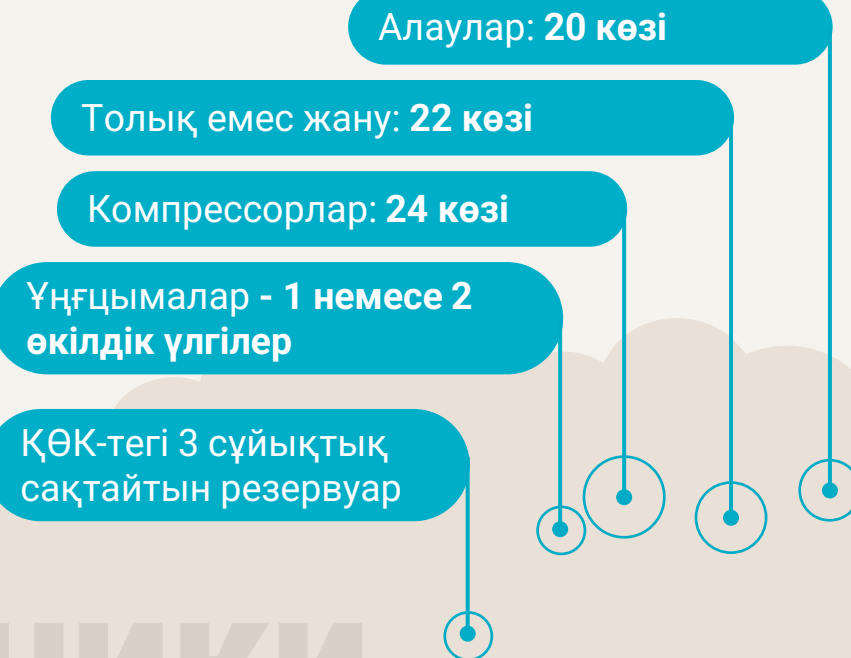 Алаулар: 20 көзі
Толық емес жану: 22 көзі
Компрессорлар: 24 көзі
Ұңғцымалар - 1 немесе 2
өкілдік үлгілер
ҚӨК-тегі 3 сұйықтық
сақтайтын резервуар